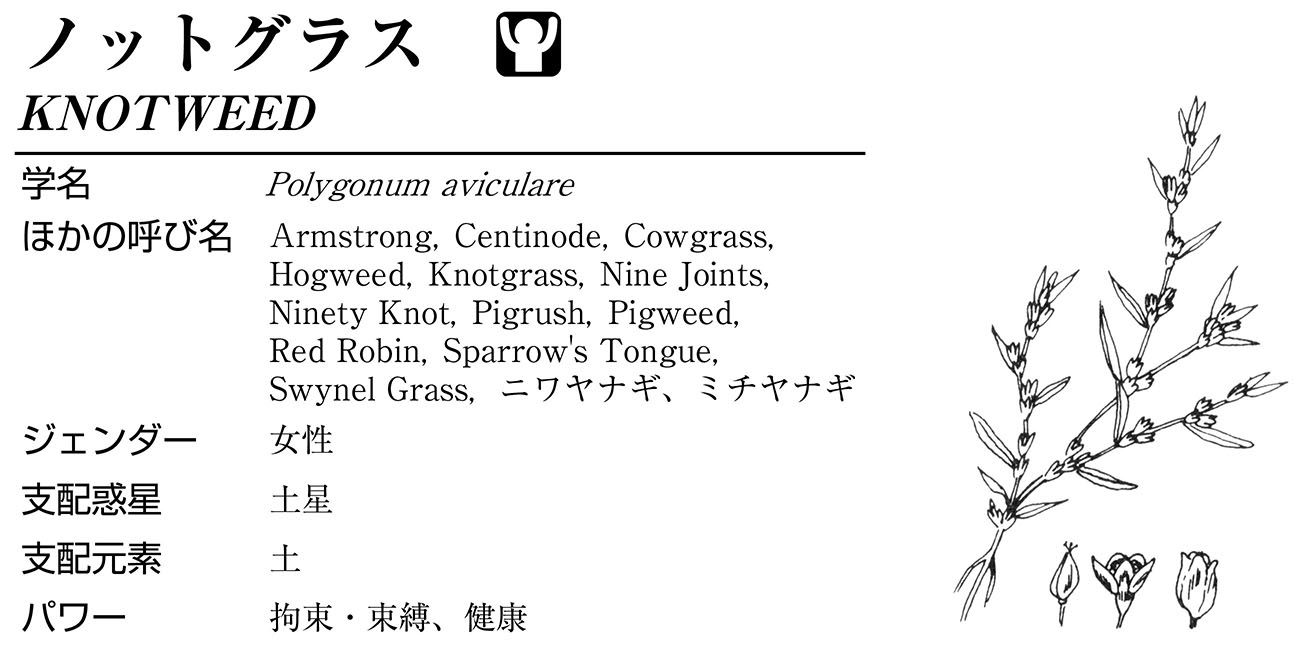 ノットグラス
KNOTWEED
学名 Polygonum aviculare
ほかの呼び名 Armstrong, Centinode, Cowgrass,
Hogweed, Knotgrass, Nine Joints,
Ninety Knot, Pigrush, Pigweed,
Red Robin, Sparrow's Tongue,
Swynel Grass, ニワヤナギ、ミチヤナギ
ジェンダー 女性
支配惑星 土星
支配元素 土
パワー 拘束・束縛、健康